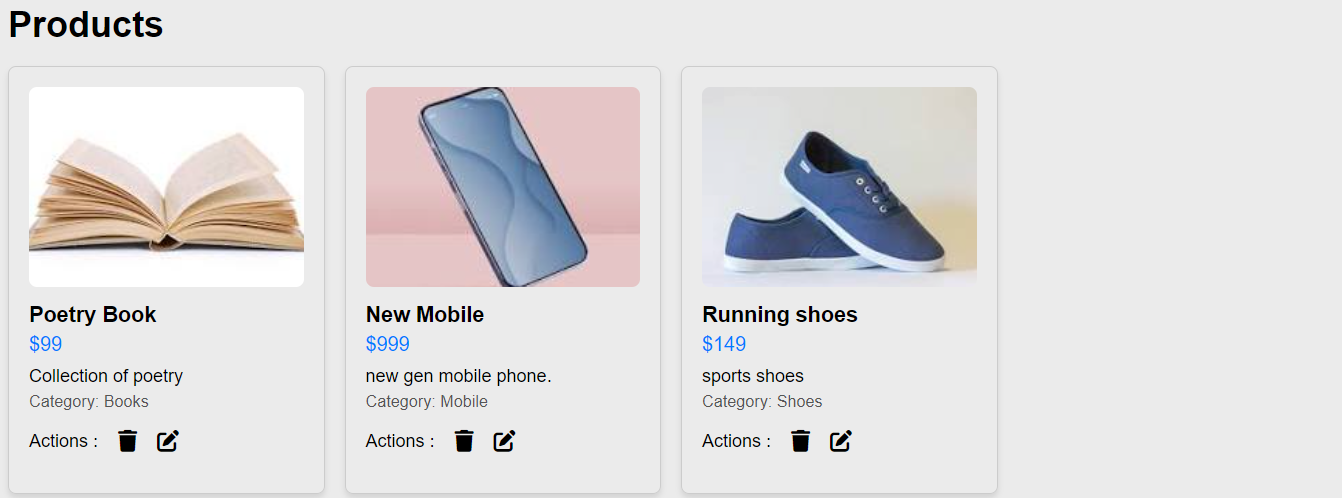 Products
Poetry Book
$99
Collection of poetry
Category: Books
Actions :
New Mobile
$999
new gen mobile phone.
Category: Mobile
Actions :
Running shoes
$149
sports shoes
Category: Shoes
Actions :